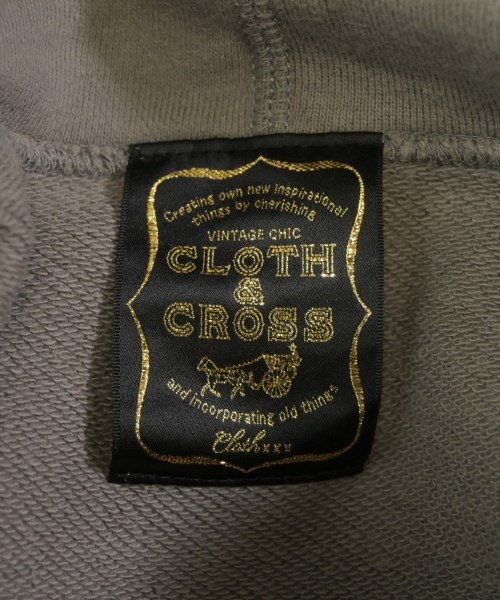 Creating own new inspirational
things by cherishing
VINTAGE CHIC
CLOTH
&
CROSS
and incorporating old things
Cloth xxx